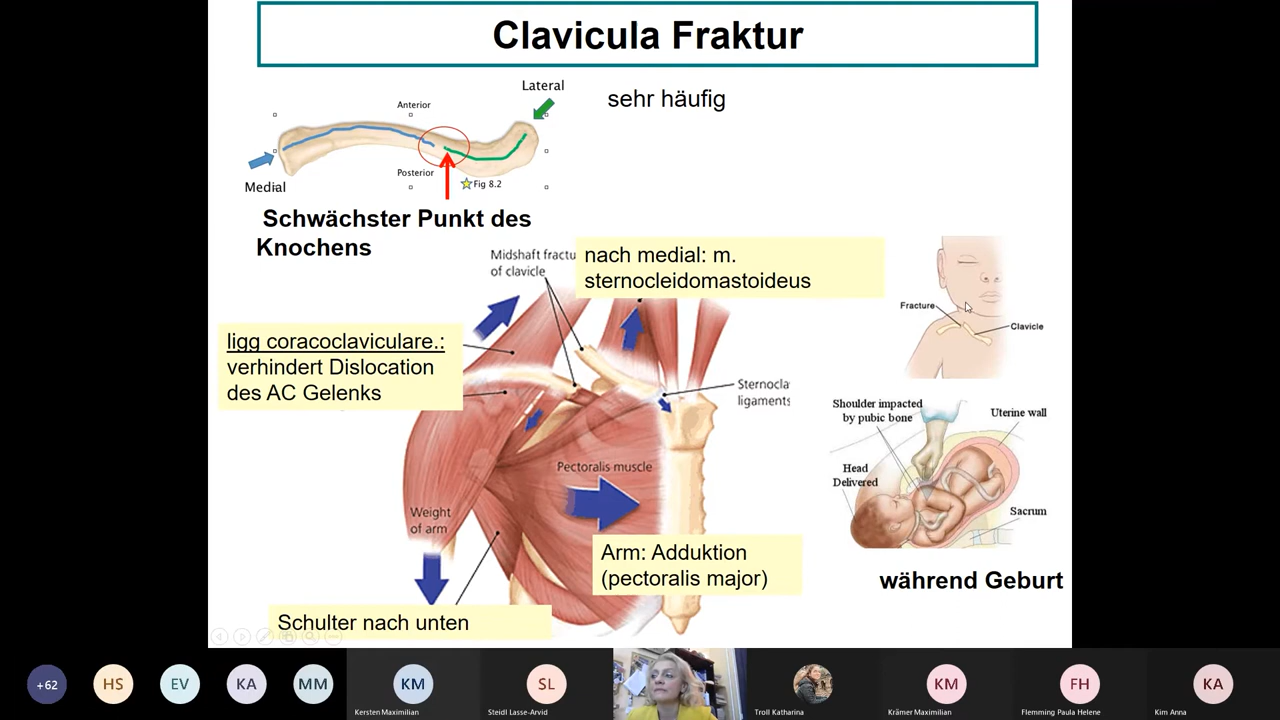 Clavicula Fraktur
Lateral
Anterior
sehr häufig
Posterior
Fig 8.2
Medial
Schwächster Punkt des
Knochens
Midshaft fractu
of clavicle
nach medial: m.
sternocleidomastoideus
Fracture
Clavicle
ligg coracoclaviculare.:
verhindert Dislocation
des AC Gelenks
Sternocla
ligaments
Shoulder impacted
by pubic bone
Uterine wall
Pectoralis muscle
Head
Delivered
Weight
of arm
Sacrum
Arm: Adduktion
(pectoralis major)
während Geburt
Schulter nach unten
+62
HS
EV
KA
MM
KM
Kersten Maximilian
SL
Steidl Lasse-Arvid
Troll Katharina
KM
Krämer Maximilian
FH
Flemming Paula Helene
KA
Kim Anna